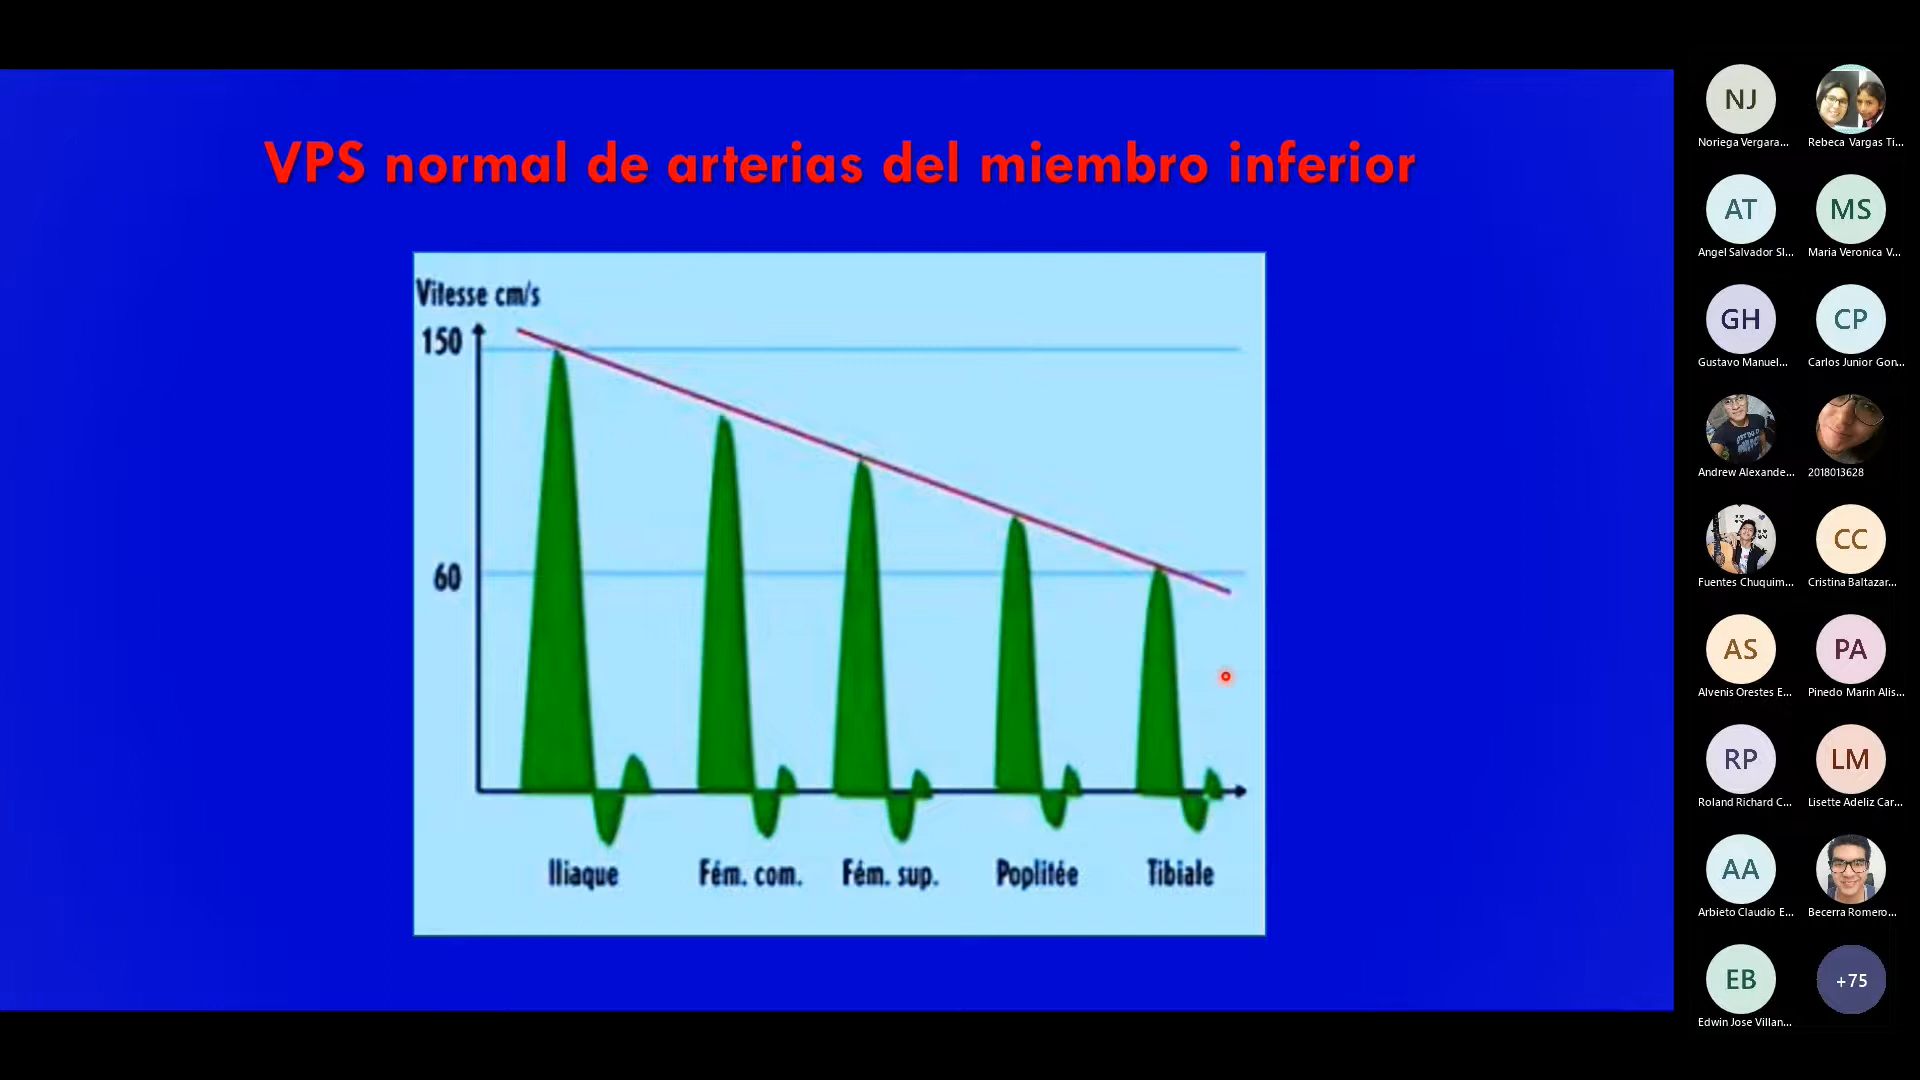 VPS normal de arterias del miembro inferior
Vitesse cm/s
150
60
Iliaque
Fém. com.
Fém. sup.
Poplitée
Tibiale
NJ
Noriega Vergara...
Rebeca Vargas Ti...
AT
Angel Salvador Sl...
MS
Maria Veronica V...
GH
Gustavo Manuel...
CP
Carlos Junior Gon...
Andrew Alexande...
2018013628
Fuentes Chuquim...
CC
Cristina Baltazar...
AS
Alvenis Orestes E...
PA
Pinedo Marin Alis...
RP
Roland Richard C...
LM
Lisette Adeliz Car...
AA
Arbieto Claudio E...
Becerra Romero...
EB
Edwin Jose Villan...
+75